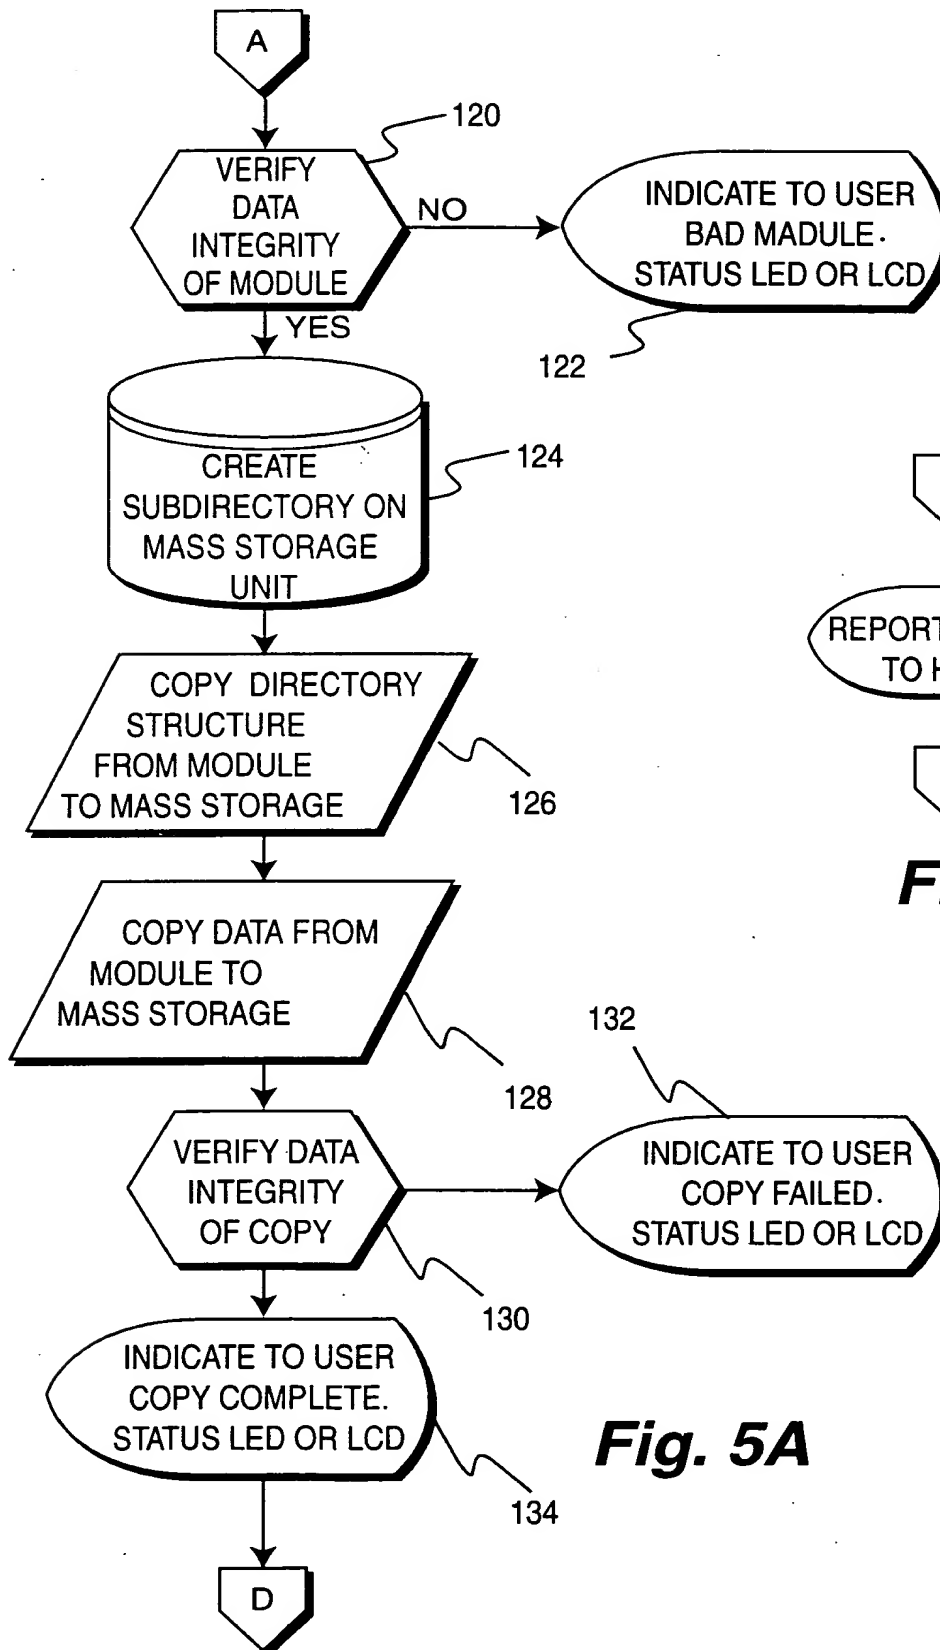 A
120
VERIFY
DATA
INTEGRITY
OF MODULE
NO
INDICATE TO USER
BAD MADULE.
STATUS LED OR LCD
122
YES
CREATE
SUBDIRECTORY ON
MASS STORAGE
UNIT
124
REPORT
TO
COPY DIRECTORY
STRUCTURE
FROM MODULE
TO MASS STORAGE
126
COPY DATA FROM
MODULE TO
MASS STORAGE
128
132
VERIFY DATA
INTEGRITY
OF COPY
130
INDICATE TO USER
COPY FAILED.
STATUS LED OR LCD
INDICATE TO USER
COPY COMPLETE.
STATUS LED OR LCD
134
Fig. 5A
D